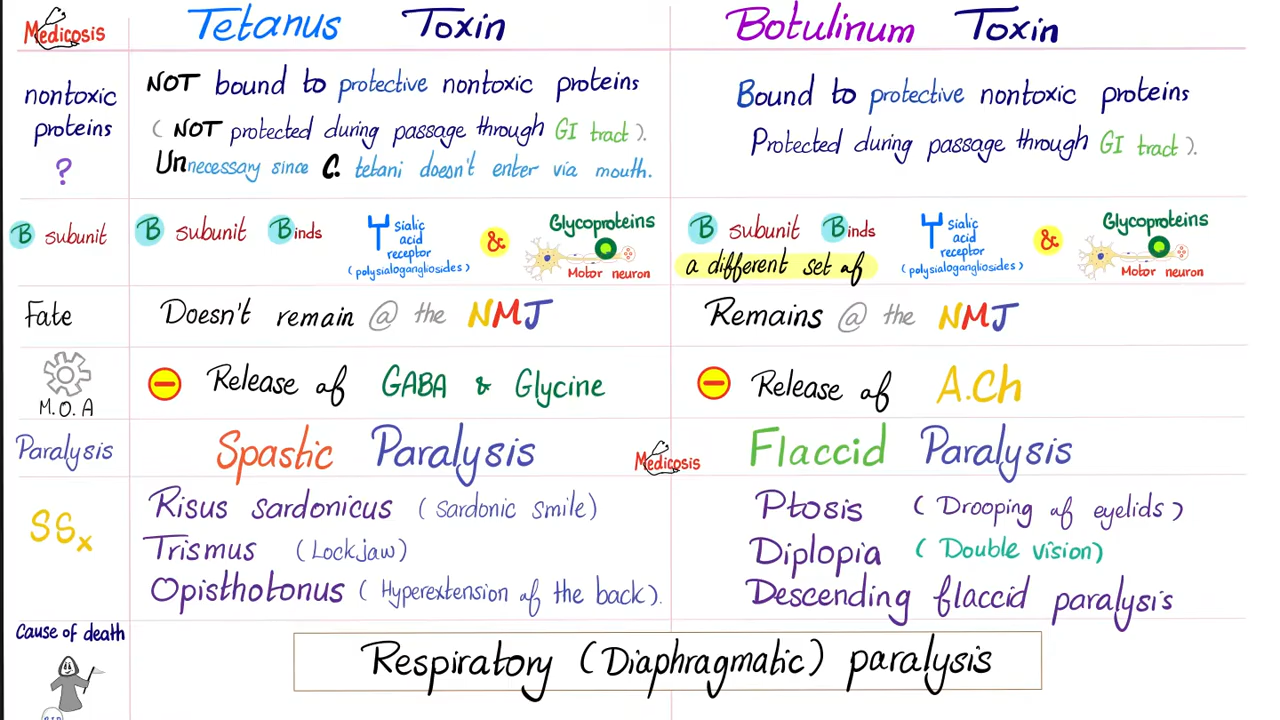 Medicosis
Tetanus Toxin
Botulinum Toxin
nontoxic
proteins
?
NOT bound to protective nontoxic proteins
(NOT protected during passage through GI tract).
Unnecessary since C. tetani doesn't enter via mouth.
Bound to protective nontoxic proteins
Protected during passage through GI tract).
B subunit
B subunit Binds
sialic
acid
receptor
(polysialogangliosides)
&
Glycoproteins
Motor neuron
B subunit Binds
a different set of
sialic
acid
receptor
(polysialogangliosides)
&
Glycoproteins
Motor neuron
Fate
Doesn't remain @ the NMJ
Remains @ the NMJ
M.O.A
Release of GABA & Glycine
Release of A.Ch
Paralysis
Spastic Paralysis
Medicosis
Flaccid Paralysis
SSx
Risus sardonicus (Sardonic smile)
Trismus (Lockjaw)
Opisthotonus (Hyperextension of the back).
Ptosis (Drooping of eyelids)
Diplopia (Double vision)
Descending flaccid paralysis
Cause of death
Respiratory (Diaphragmatic) paralysis